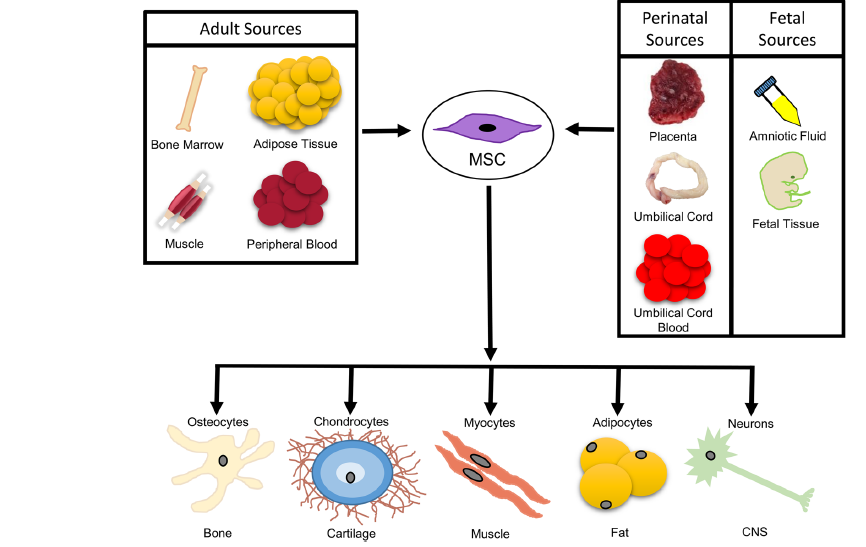 Adult Sources
Bone Marrow
Adipose Tissue
Muscle
Peripheral Blood
MSC
Perinatal
Sources
Placenta
Umbilical Cord
Umbilical Cord
Blood
Fetal
Sources
Amniotic Fluid
Fetal Tissue
Osteocytes
Chondrocytes
Myocytes
Adipocytes
Neurons
Bone
Cartilage
Muscle
Fat
CNS